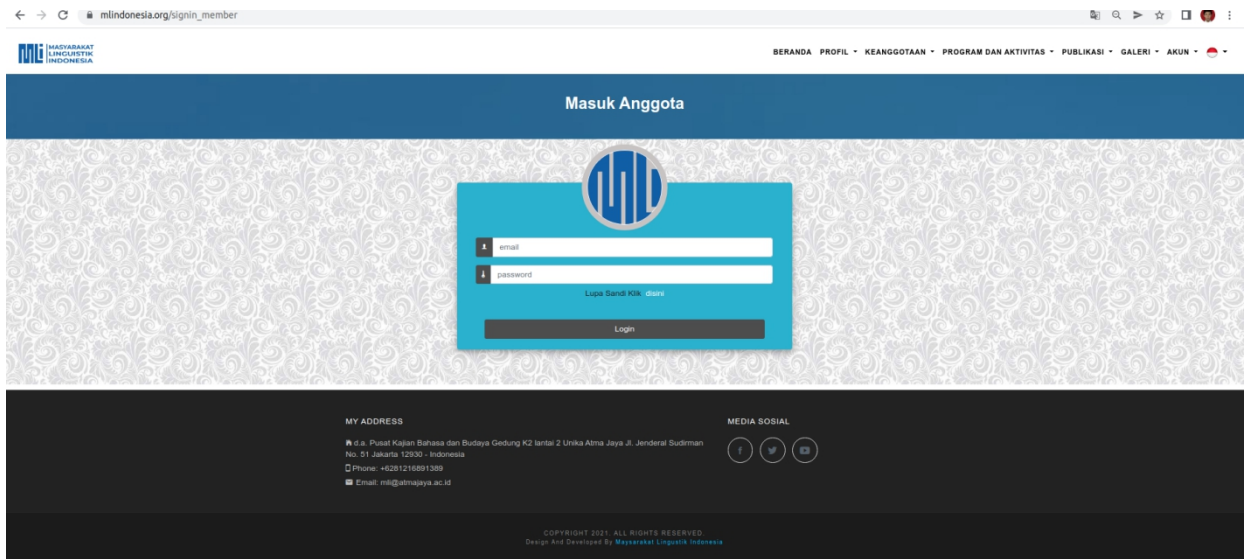 mlindonesia.org/signin_member
MASYARAKAT
LINGUISTIK
INDONESIA
BERANDA PROFIL KEANGGOTAAN PROGRAM DAN AKTIVITAS PUBLIKASI GALERI AKUN
Masuk Anggota
email
password
Lupa Sandi Klik disini
Login
MY ADDRESS
d.a. Pusat Kajian Bahasa dan Budaya Gedung K2 lantai 2 Unika Atma Jaya Jl. Jenderal Sudirman
No. 51 Jakarta 12930 - Indonesia
Phone: +6281216891389
Email: mli@atmajaya.ac.id
MEDIA SOSIAL
COPYRIGHT 2021. ALL RIGHTS RESERVED.
Design And Developed By Maysarakat Lingustik Indonesia